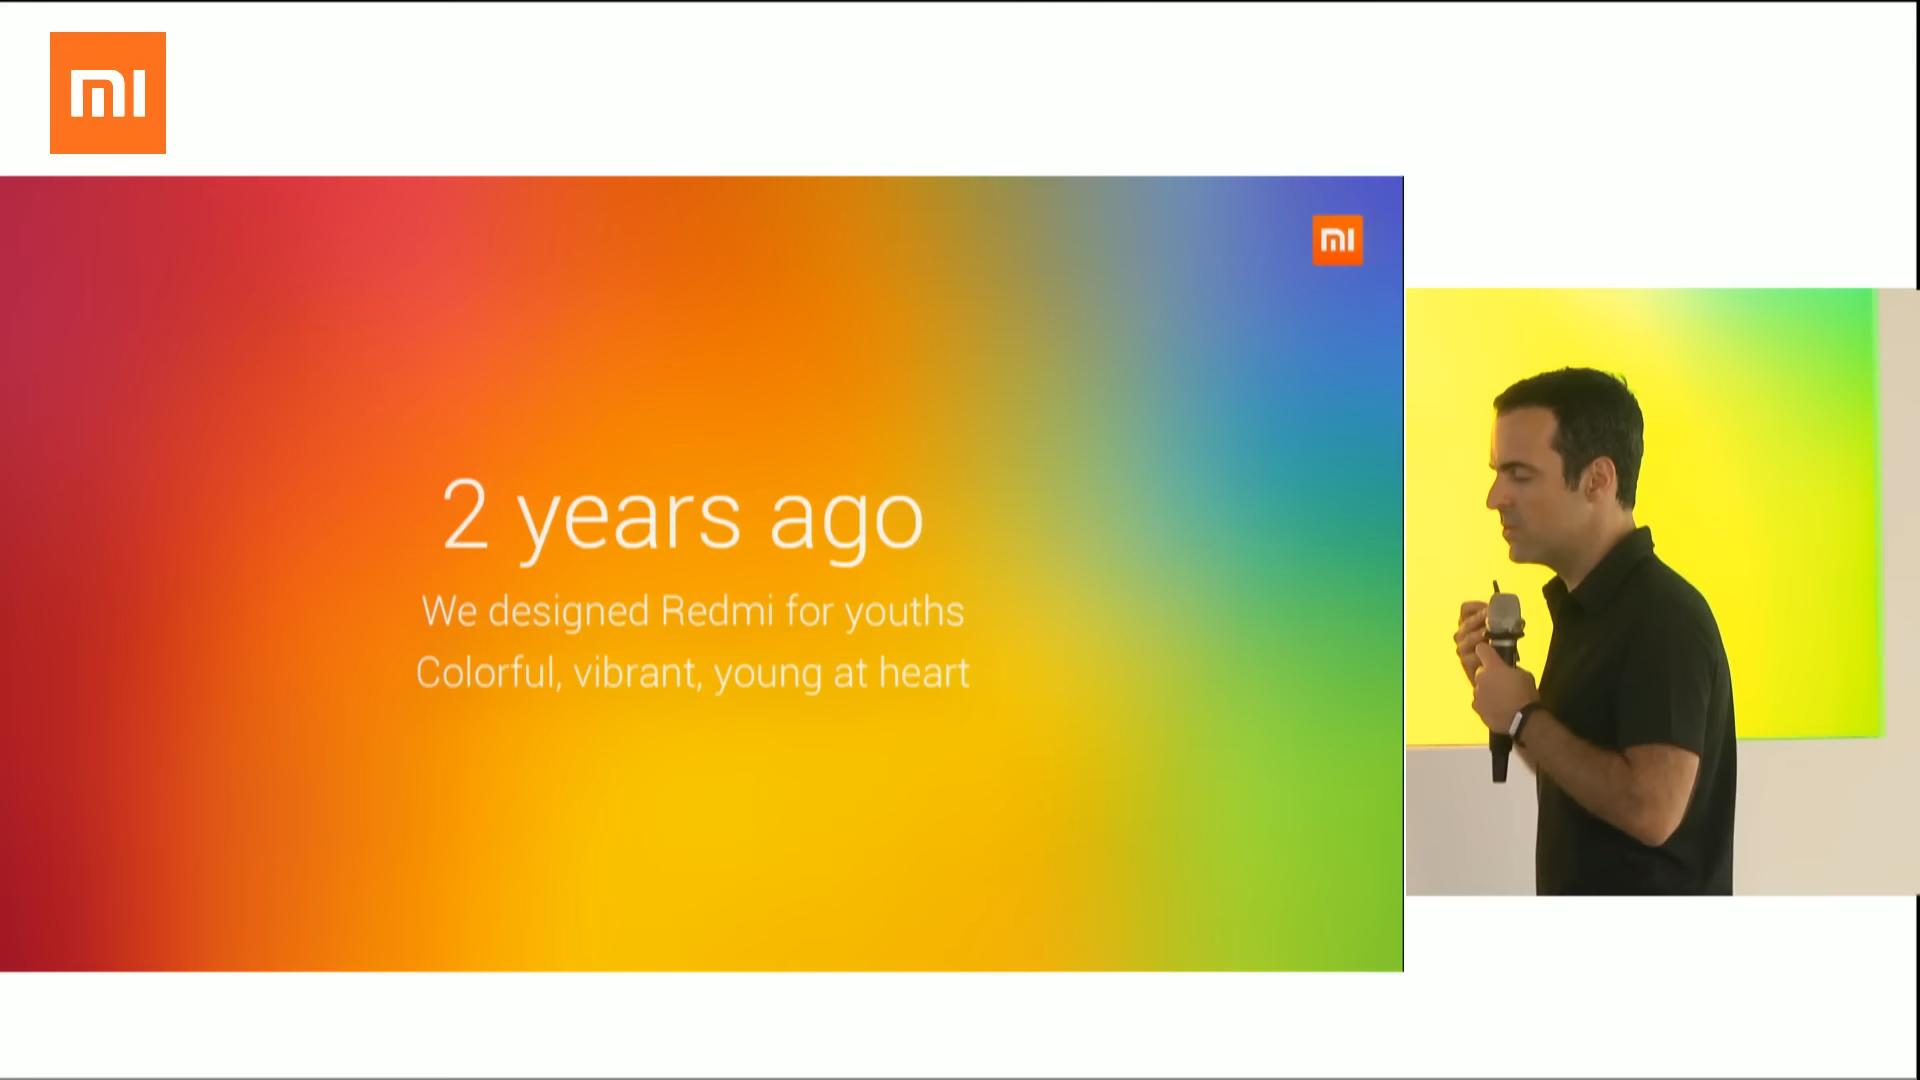 mi
mi
2 years ago
We designed Redmi for youths
Colorful, vibrant, young at heart